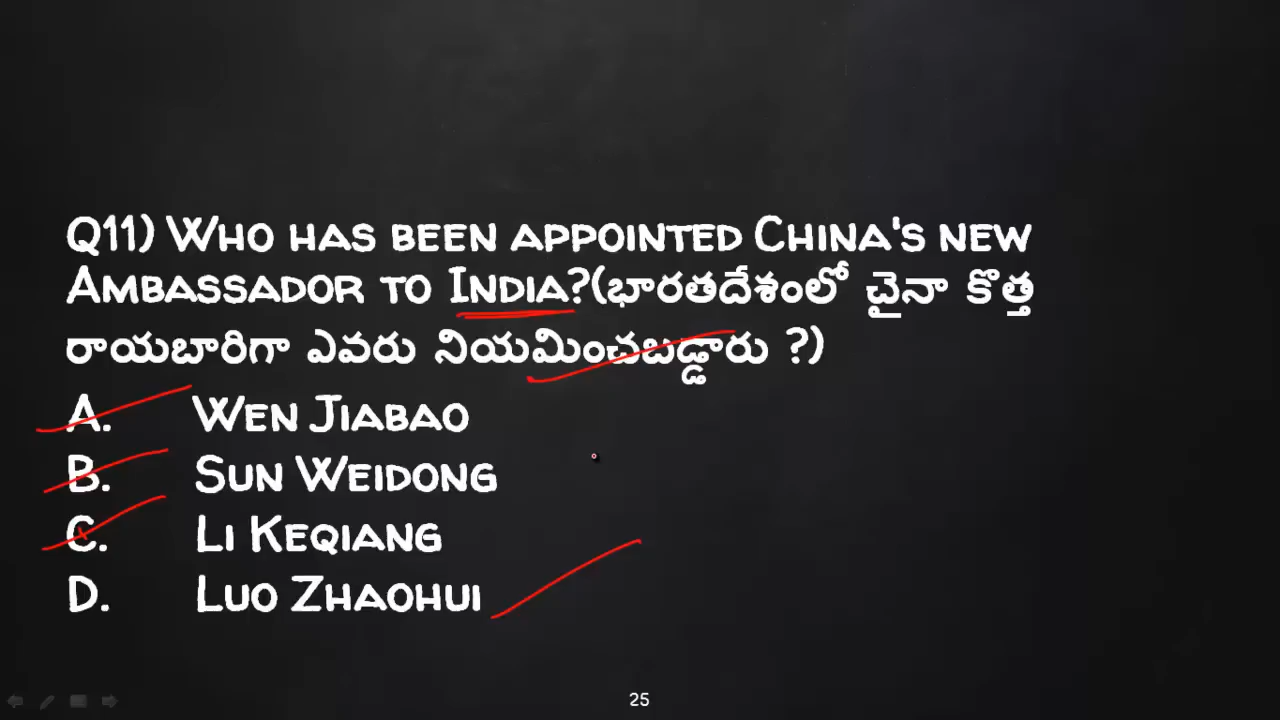 Q11) Who has been appointed China's new
Ambassador to India?(భారతదేశంలో చైనా కొత్త
రాయబారిగా ఎవరు నియమించబడ్డారు ?)
A. Wen Jiabao
B. Sun Weidong
C. Li Keqiang
D. Luo Zhaohui
25